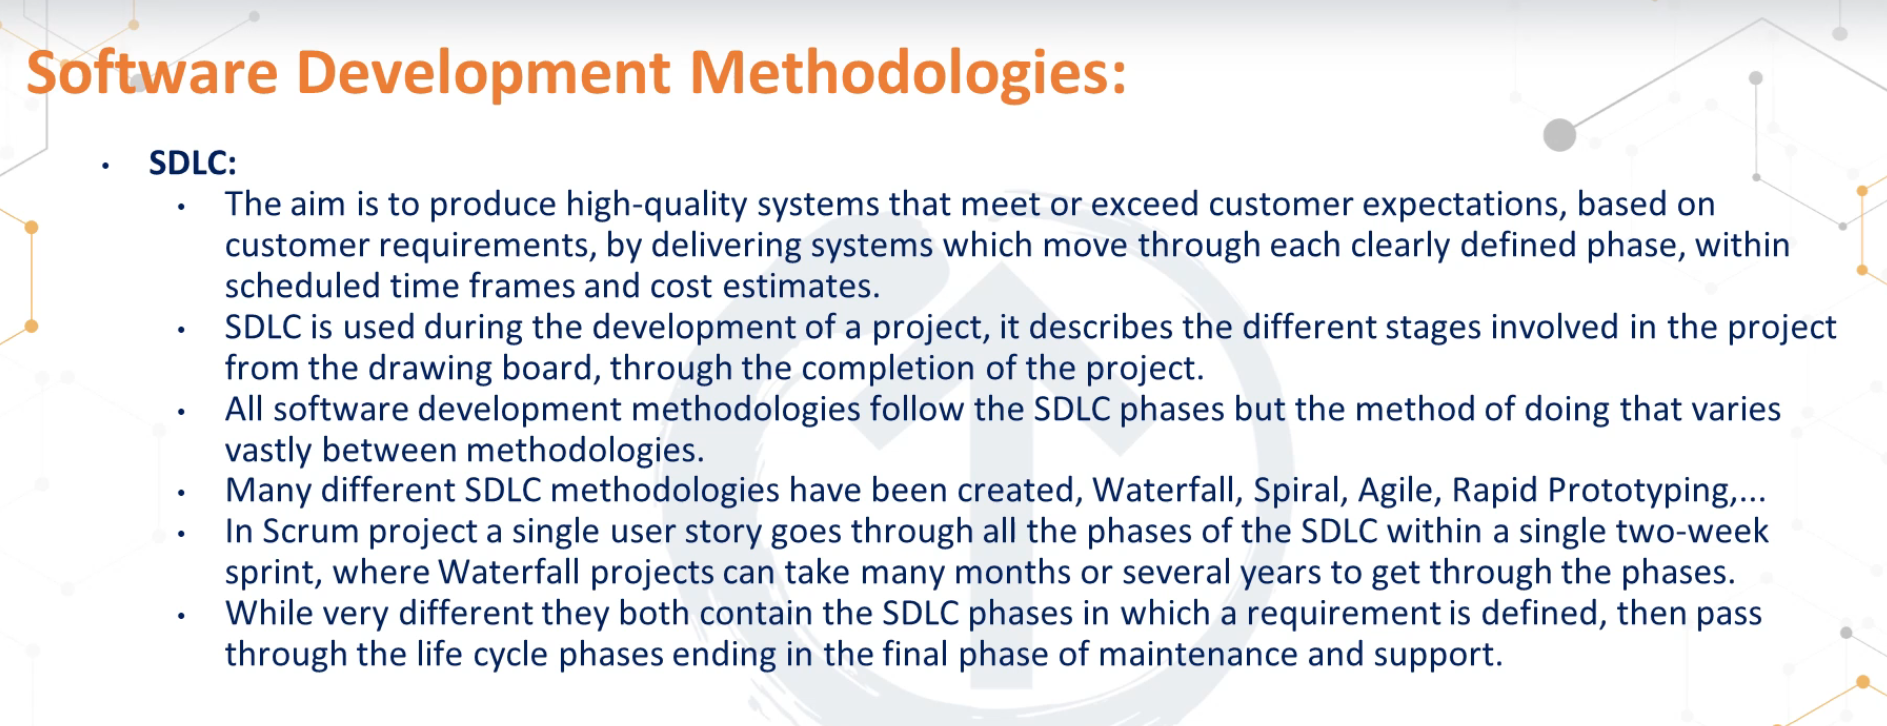 Software Development Methodologies:
• SDLC:
• The aim is to produce high-quality systems that meet or exceed customer expectations, based on
customer requirements, by delivering systems which move through each clearly defined phase, within
scheduled time frames and cost estimates.
• SDLC is used during the development of a project, it describes the different stages involved in the project
from the drawing board, through the completion of the project.
• All software development methodologies follow the SDLC phases but the method of doing that varies
vastly between methodologies.
• Many different SDLC methodologies have been created, Waterfall, Spiral, Agile, Rapid Prototyping,...
• In Scrum project a single user story goes through all the phases of the SDLC within a single two-week
sprint, where Waterfall projects can take many months or several years to get through the phases.
• While very different they both contain the SDLC phases in which a requirement is defined, then pass
through the life cycle phases ending in the final phase of maintenance and support.